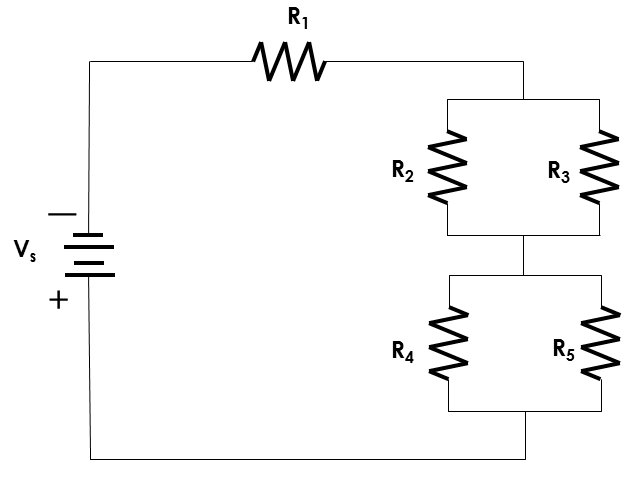 R1
R2
R3
—
Vs
+
R4
R5